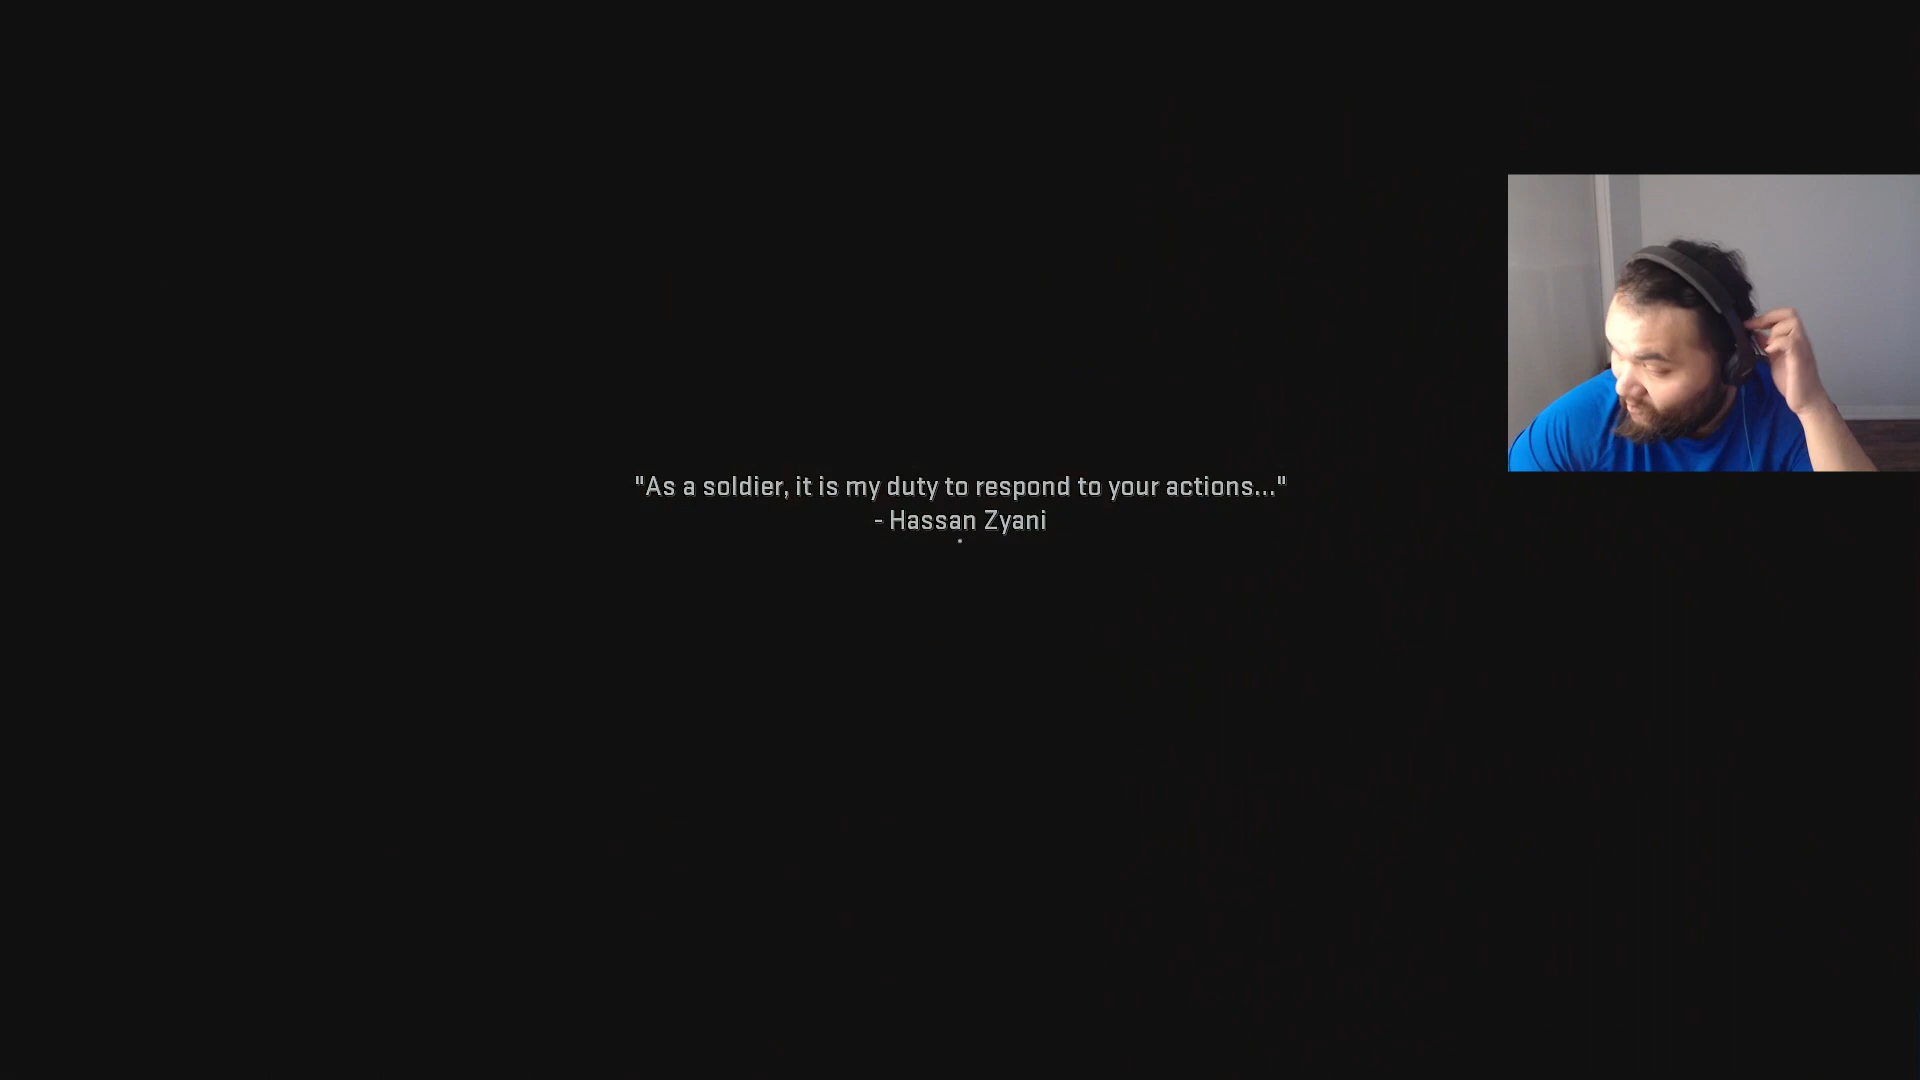 "As a soldier, it is my duty to respond to your actions..."
- Hassan Zyani